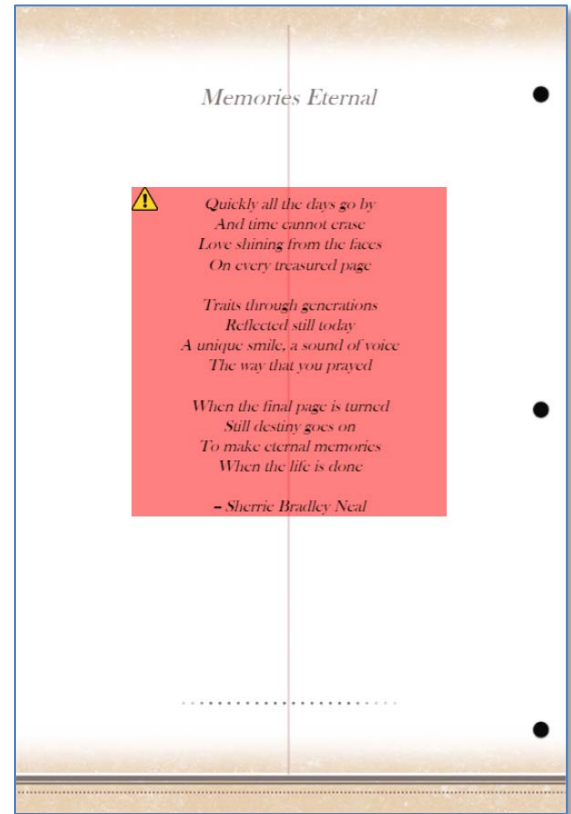 Memories Eternal
Quickly all the days go by
And time cannot erase
Love shining from the faces
On every treasured page
Traits through generations
Reflected still today
A unique smile, a sound of voice
The way that you prayed
When the final page is turned
Still destiny goes on
To make eternal memories
When the life is done
– Sherrie Bradley Neal